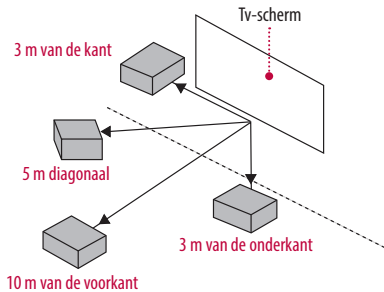 Tv-scherm
3 m van de kant
5 m diagonaal
3 m van de onderkant
10 m van de voorkant